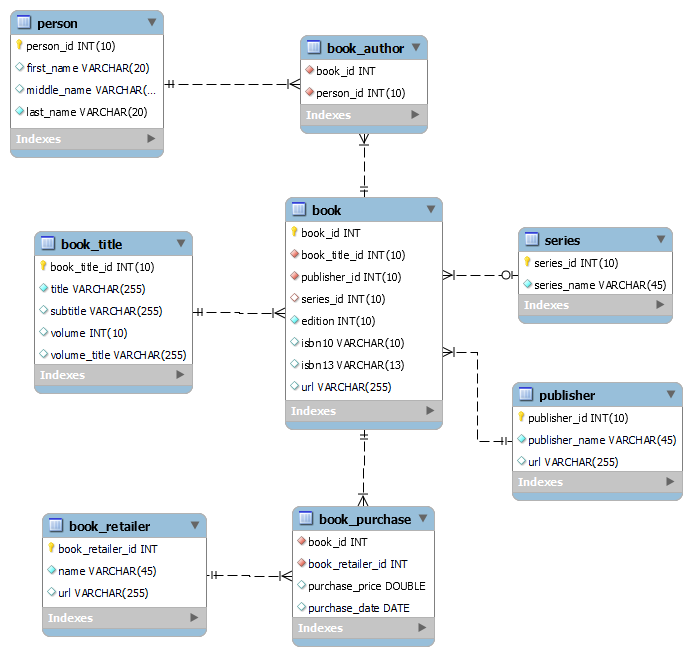 person
person_id INT(10)
first_name VARCHAR(20)
middle_name VARCHAR(...
last_name VARCHAR(20)
Indexes
book_author
book_id INT
person_id INT(10)
Indexes
book_title
book_title_id INT(10)
title VARCHAR(255)
subtitle VARCHAR(255)
volume INT(10)
volume_title VARCHAR(255)
Indexes
book
book_id INT
book_title_id INT(10)
publisher_id INT(10)
series_id INT(10)
edition INT(10)
isbn10 VARCHAR(10)
isbn13 VARCHAR(13)
url VARCHAR(255)
Indexes
series
series_id INT(10)
series_name VARCHAR(45)
Indexes
publisher
publisher_id INT(10)
publisher_name VARCHAR(45)
url VARCHAR(255)
Indexes
book_retailer
book_retailer_id INT
name VARCHAR(45)
url VARCHAR(255)
Indexes
book_purchase
book_id INT
book_retailer_id INT
purchase_price DOUBLE
purchase_date DATE
Indexes